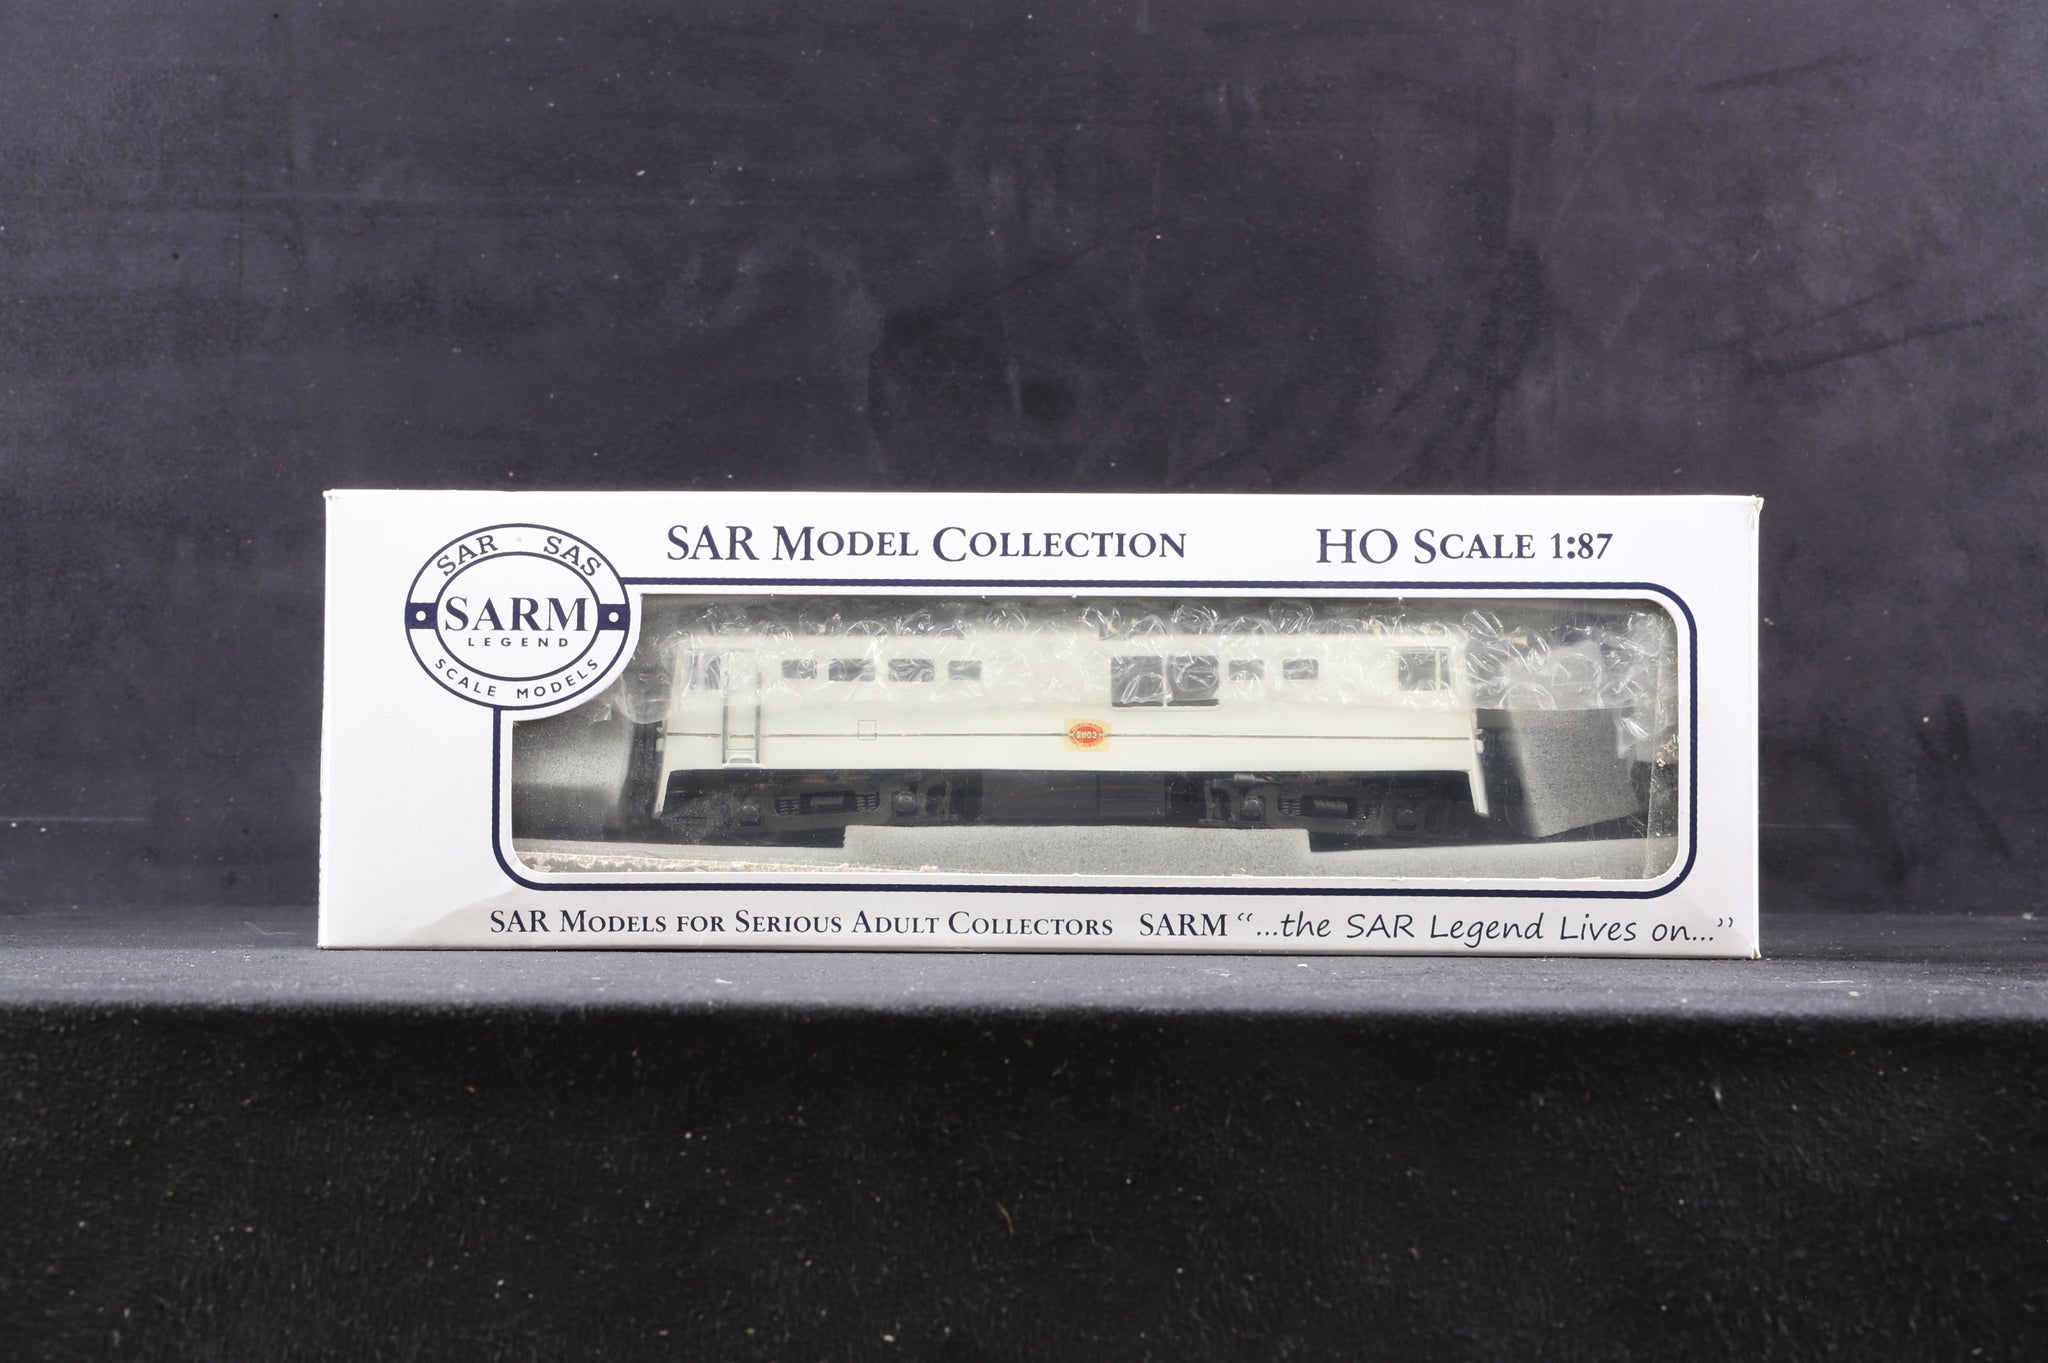 SAR · SAS
SARM
LEGEND
SCALE MODELS
SAR MODEL COLLECTION
HO SCALE 1:87
SAR MODELS FOR SERIOUS ADULT COLLECTORS SARM “...the SAR Legend Lives on...”